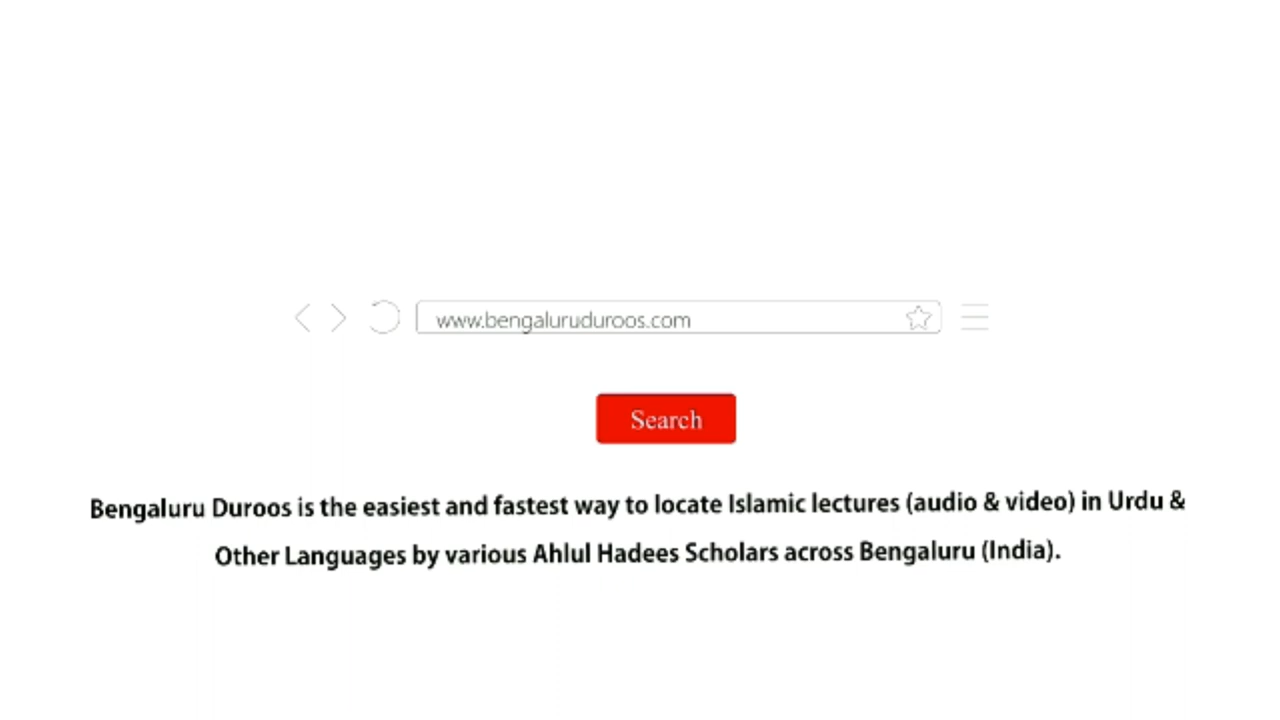 www.bengaluruduroos.com
Search
Bengaluru Duroos is the easiest and fastest way to locate Islamic lectures (audio & video) in Urdu &
Other Languages by various Ahlul Hadees Scholars across Bengaluru (India).